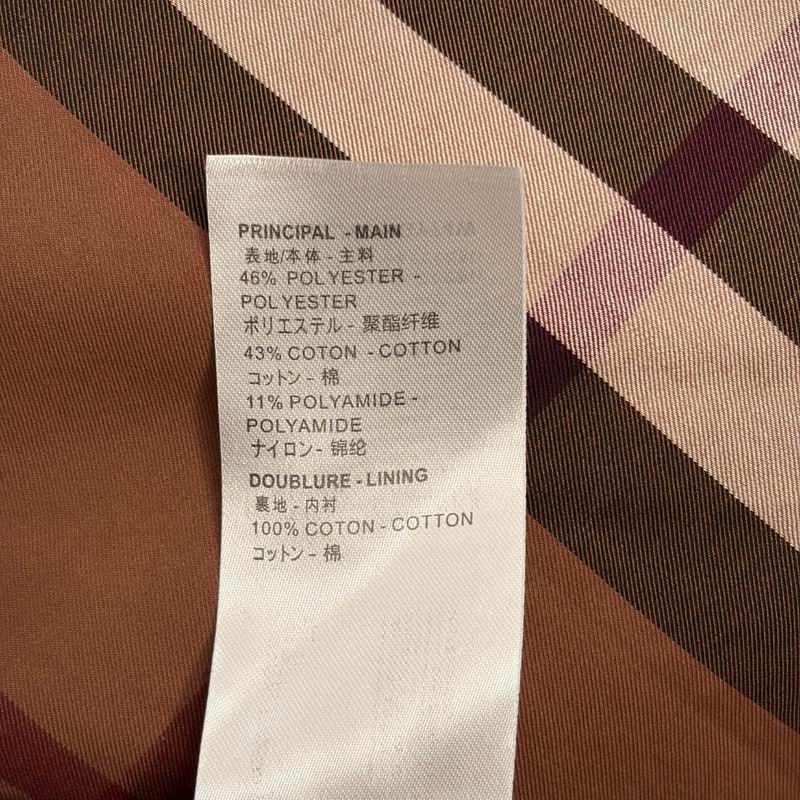 PRINCIPAL - MAIN
表地/本体 - 主料
46% POLYESTER -
POLYESTER
ポリエステル - 聚酯纤维
43% COTON - COTTON
コットン - 棉
11% POLYAMIDE -
POLYAMIDE
ナイロン - 锦纶
DOUBLURE - LINING
裏地 - 内衬
100% COTON - COTTON
コットン - 棉